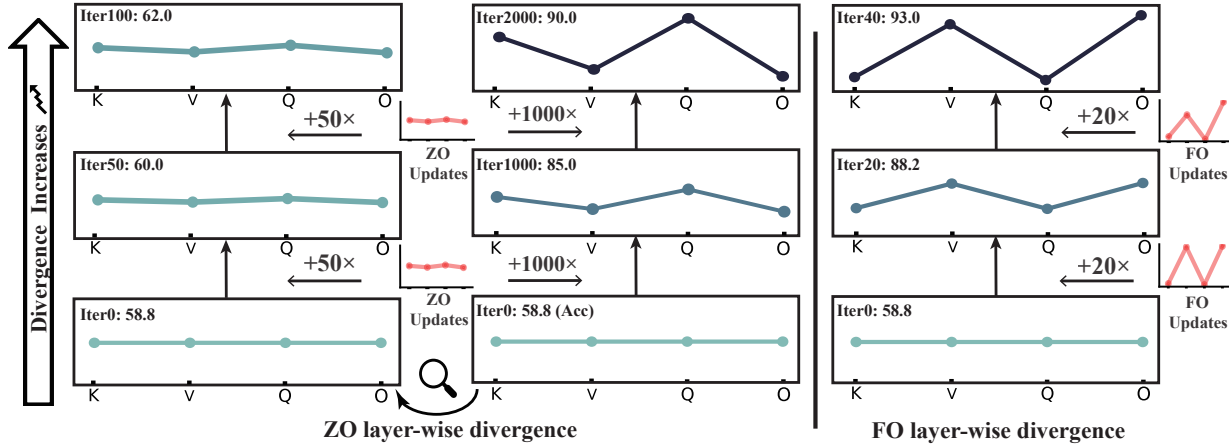 Divergence Increases
Iter100: 62.0
K V Q O
+50×
ZO
Updates
Iter50: 60.0
K V Q O
+50×
ZO
Updates
Iter0: 58.8
K V Q O
Iter2000: 90.0
K V Q O
+1000×
Iter1000: 85.0
K V Q O
+1000×
Iter0: 58.8 (Acc)
K V Q O
ZO layer-wise divergence
Iter40: 93.0
K V Q O
+20×
FO
Updates
Iter20: 88.2
K V Q O
+20×
FO
Updates
Iter0: 58.8
K V Q O
FO layer-wise divergence